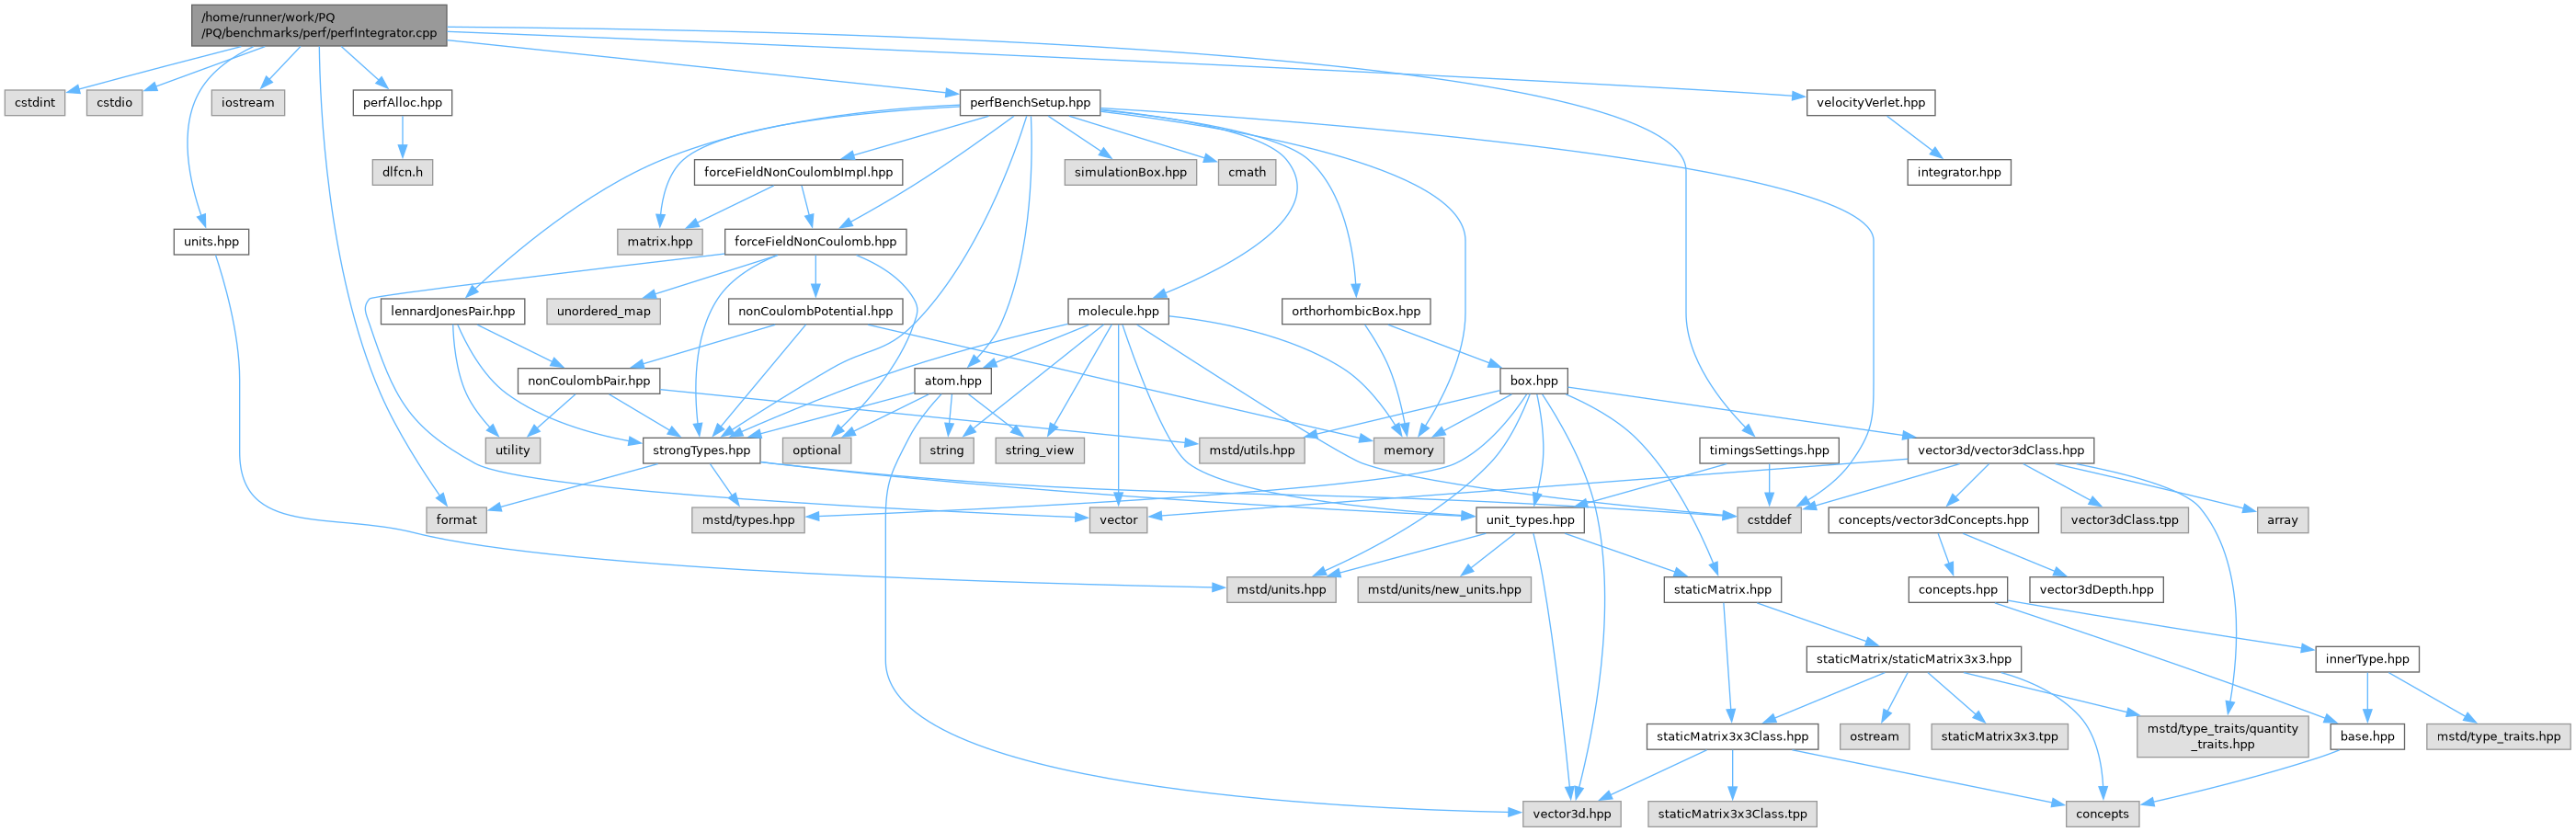 /home/runner/work/PQ
/PQ/benchmarks/perf/perfIntegrator.cpp
cstdint
cstdio
iostream
perfAlloc.hpp
perfBenchSetup.hpp
velocityVerlet.hpp
dlfcn.h
forceFieldNonCoulombImpl.hpp
simulationBox.hpp
cmath
integrator.hpp
units.hpp
matrix.hpp
forceFieldNonCoulomb.hpp
lennardJonesPair.hpp
unordered_map
nonCoulombPotential.hpp
molecule.hpp
orthorhombicBox.hpp
nonCoulombPair.hpp
atom.hpp
box.hpp
utility
strongTypes.hpp
optional
string
string_view
mstd/utils.hpp
memory
timingsSettings.hpp
vector3d/vector3dClass.hpp
format
mstd/types.hpp
vector
unit_types.hpp
cstddef
concepts/vector3dConcepts.hpp
vector3dClass.tpp
array
mstd/units.hpp
mstd/units/new_units.hpp
staticMatrix.hpp
concepts.hpp
vector3dDepth.hpp
staticMatrix/staticMatrix3x3.hpp
innerType.hpp
staticMatrix3x3Class.hpp
ostream
staticMatrix3x3.tpp
mstd/type_traits/quantity
_traits.hpp
base.hpp
mstd/type_traits.hpp
vector3d.hpp
staticMatrix3x3Class.tpp
concepts